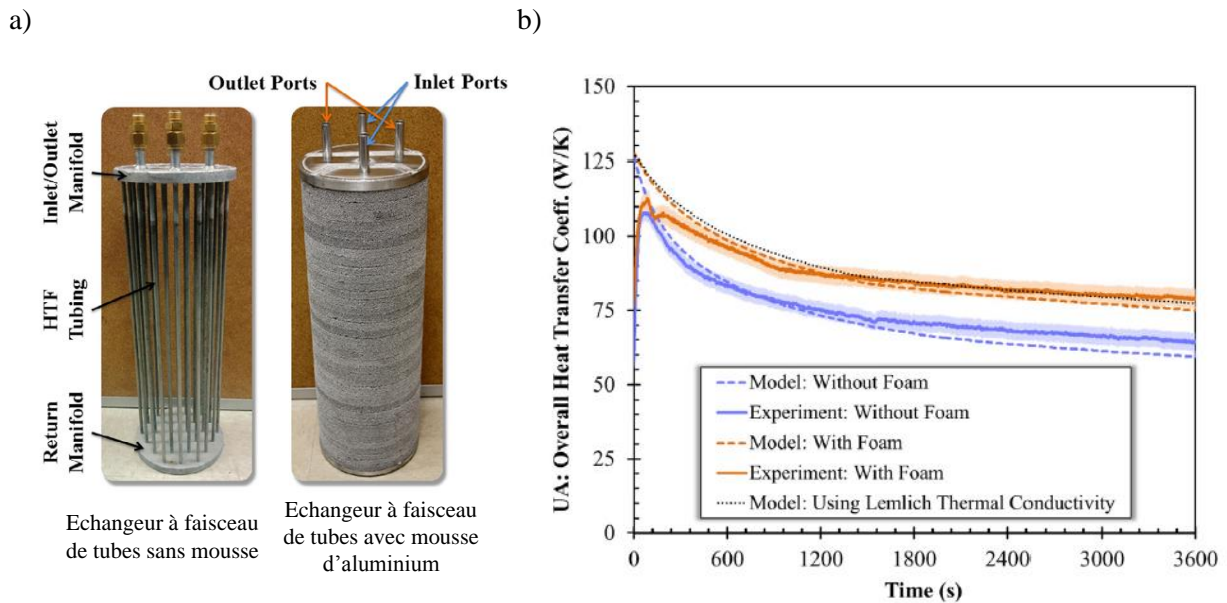 a)
b)
Outlet Ports
Inlet Ports
Inlet/Outlet
Manifold
HTF
Tubing
Return
Manifold
Echangeur à faisceau
de tubes sans mousse
Echangeur à faisceau
de tubes avec mousse
d'aluminium
UA: Overall Heat Transfer Coeff. (W/K)
150
125
100
75
50
25
0
Model: Without Foam
Experiment: Without Foam
Model: With Foam
Experiment: With Foam
Model: Using Lemlich Thermal Conductivity
0
600
1200
1800
2400
3000
3600
Time (s)